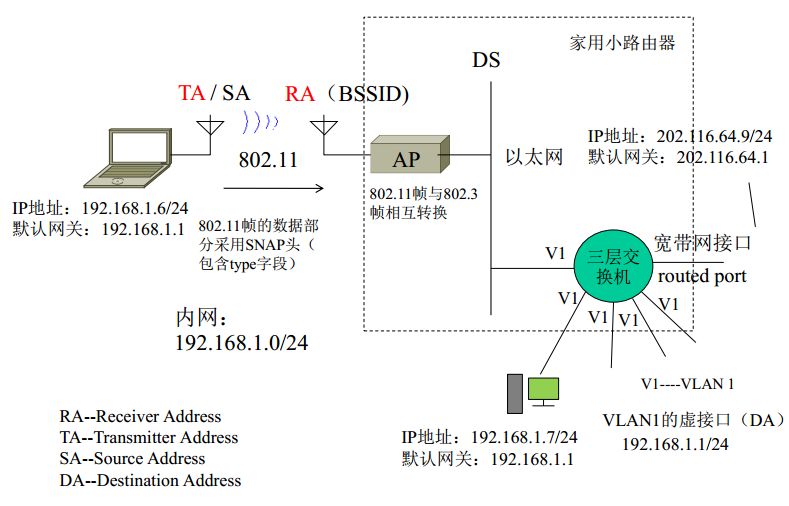 家用小路由器
DS
TA / SA
RA（BSSID)
802.11
AP
以太网
IP地址：202.116.64.9/24
默认网关：202.116.64.1
IP地址：192.168.1.6/24
默认网关：192.168.1.1
802.11帧的数据部
分采用SNAP头（
包含type字段）
802.11帧与802.3
帧相互转换
V1
三层交
换机
宽带网接口
routed port
V1
V1
V1
V1
内网：
192.168.1.0/24
V1----VLAN 1
VLAN1的虚接口（DA）
192.168.1.1/24
IP地址：192.168.1.7/24
默认网关：192.168.1.1
RA--Receiver Address
TA--Transmitter Address
SA--Source Address
DA--Destination Address